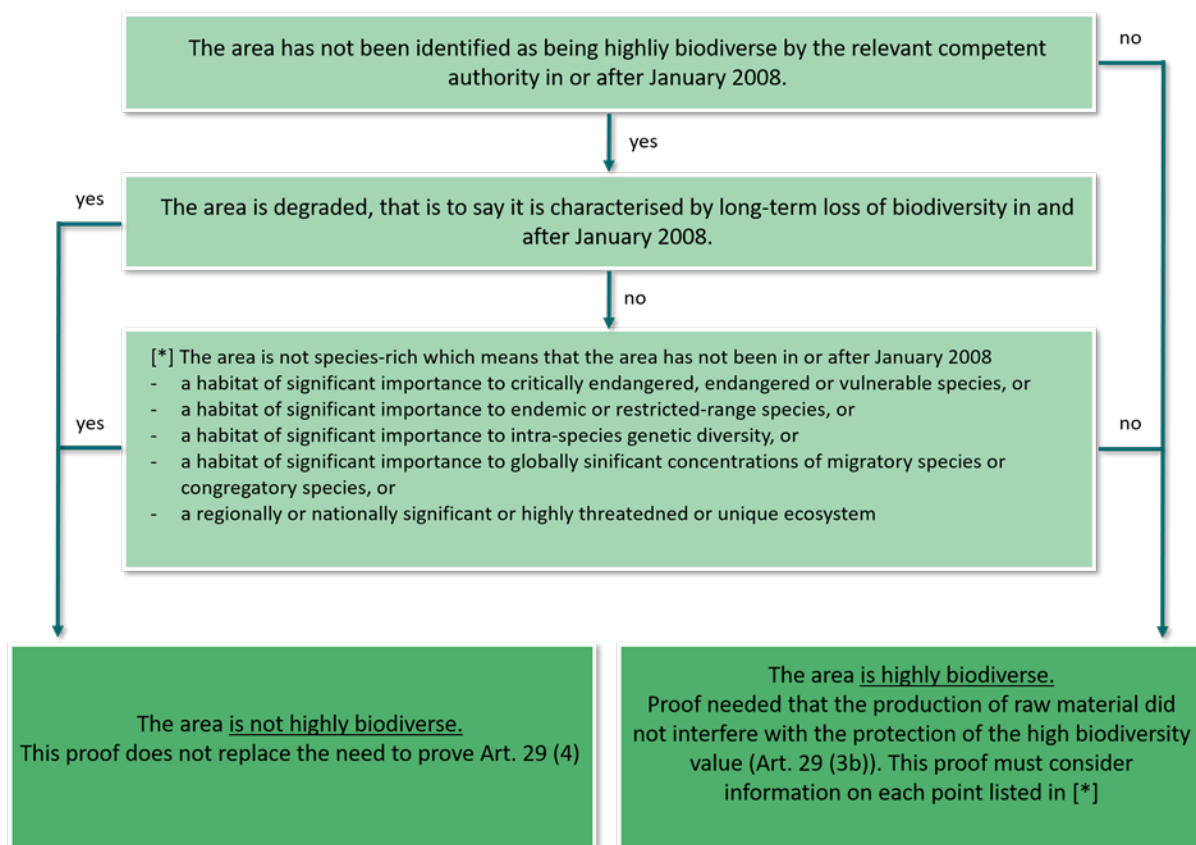 The area has not been identified as being highliy biodiverse by the relevant competent
authority in or after January 2008.
no
yes
yes
The area is degraded, that is to say it is characterised by long-term loss of biodiversity in and
after January 2008.
no
[*] The area is not species-rich which means that the area has not been in or after January 2008
- a habitat of significant importance to critically endangered, endangered or vulnerable species, or
- a habitat of significant importance to endemic or restricted-range species, or
- a habitat of significant importance to intra-species genetic diversity, or
- a habitat of significant importance to globally sinificant concentrations of migratory species or
congregatory species, or
- a regionally or nationally significant or highly threatedned or unique ecosystem
yes
no
The area is not highly biodiverse.
This proof does not replace the need to prove Art. 29 (4)
The area is highly biodiverse.
Proof needed that the production of raw material did
not interfere with the protection of the high biodiversity
value (Art. 29 (3b)). This proof must consider
information on each point listed in [*]